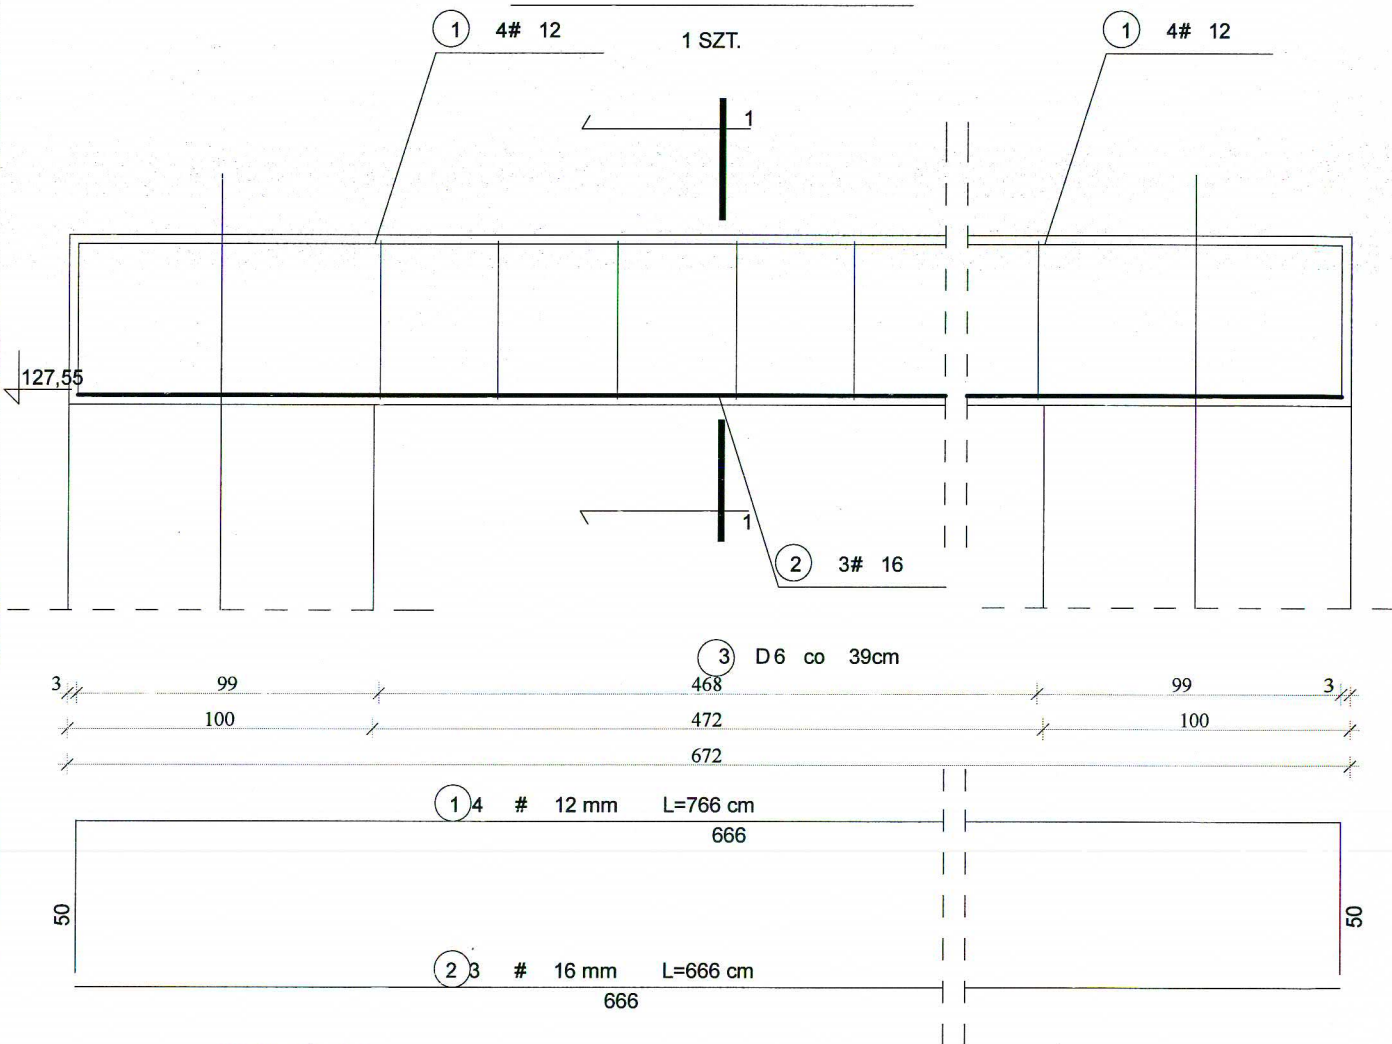 1 4# 12
1 4# 12
1 SZT.
1
127,55
1
2 3# 16
3 D6 co 39cm
3 99 468 99 3
100 472 100
672
1 4 # 12 mm L=766 cm
666
50 50
2 3 # 16 mm L=666 cm
666